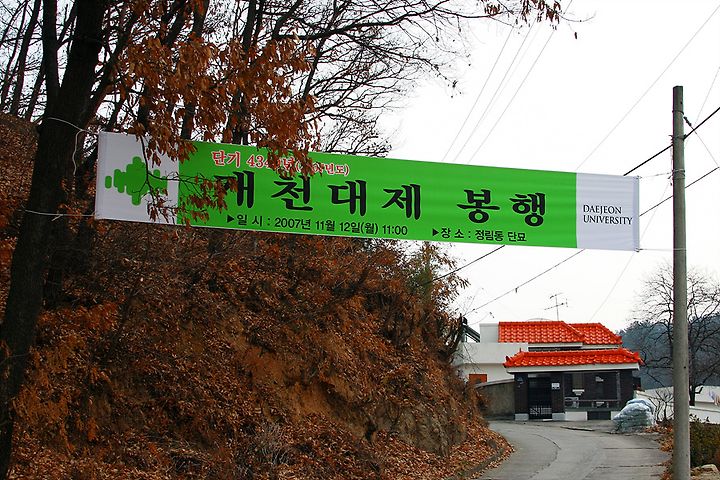 단기
개천대제 봉행
▶일 시 : 2007년 11월 12일(월) 11:00 ▶장 소 : 정림동 단묘
DAEJEON
UNIVERSITY